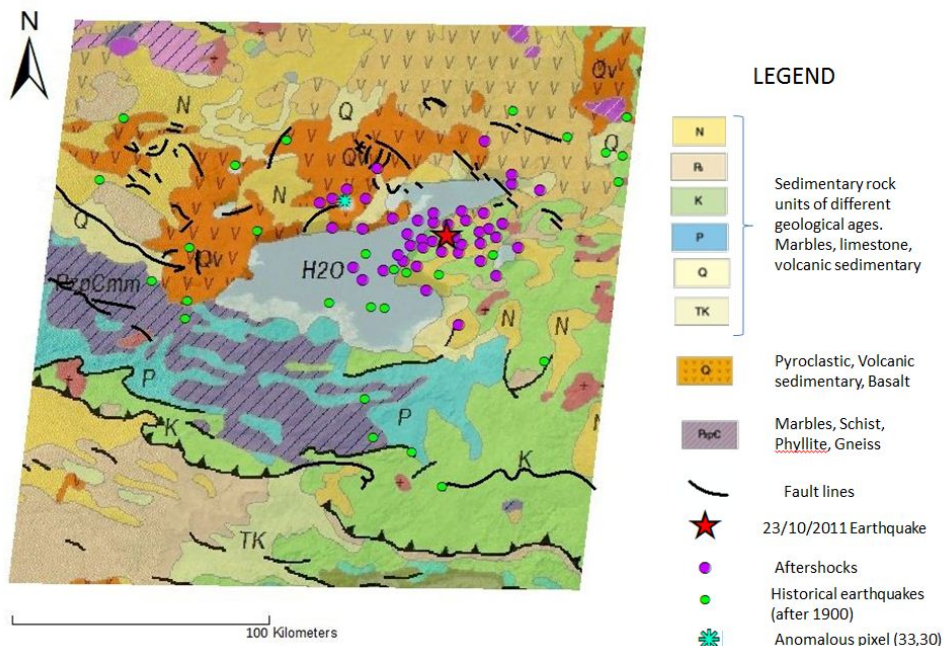 N
LEGEND
N
K
P
Q
TK
Sedimentary rock
units of different
geological ages.
Marbles, limestone,
volcanic sedimentary
Q
Pyroclastic, Volcanic
sedimentary, Basalt
Marbles, Schist,
Phyllite, Gneiss
Fault lines
23/10/2011 Earthquake
Aftershocks
Historical earthquakes
(after 1900)
Anomalous pixel (33,30)
Qv
N
Q
Q
Qv
N
Q
Qv
H2O
PzpCmm
N
N
P
P
K
K
TK
100 Kilometers